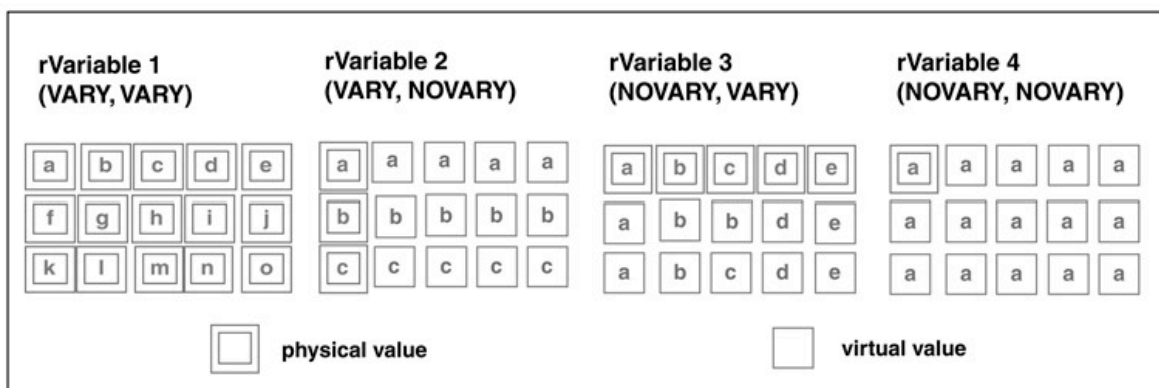 rVariable 1
(VARY, VARY)
rVariable 2
(VARY, NOVARY)
rVariable 3
(NOVARY, VARY)
rVariable 4
(NOVARY, NOVARY)
a b c d e
f g h i j
k l m n o
a a a a a
b b b b b
c c c c c
a b c d e
a b b d e
a b c d e
a a a a a
a a a a a
a a a a a
physical value
virtual value